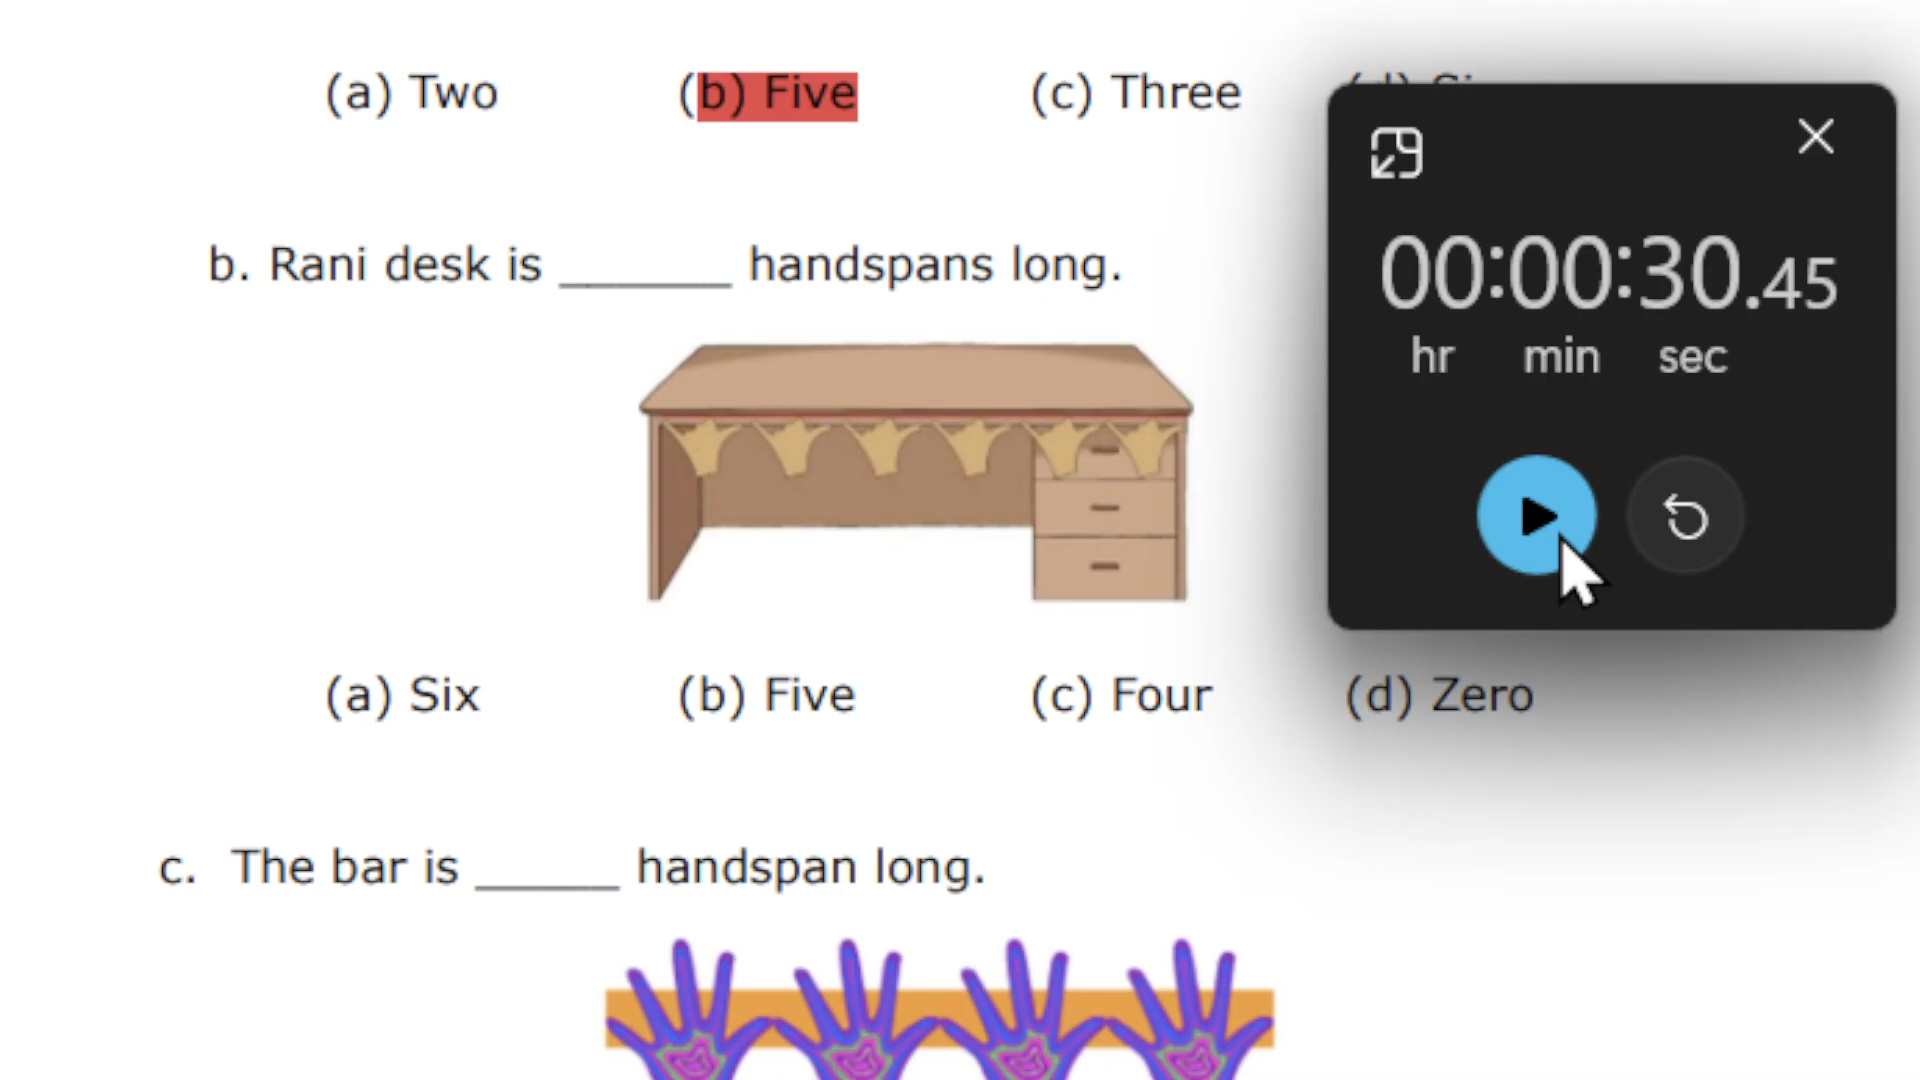 (a) Two (b) Five (c) Three
b. Rani desk is ______ handspans long.
00:00:30.45
hr min sec
(a) Six (b) Five (c) Four (d) Zero
c. The bar is _____ handspan long.